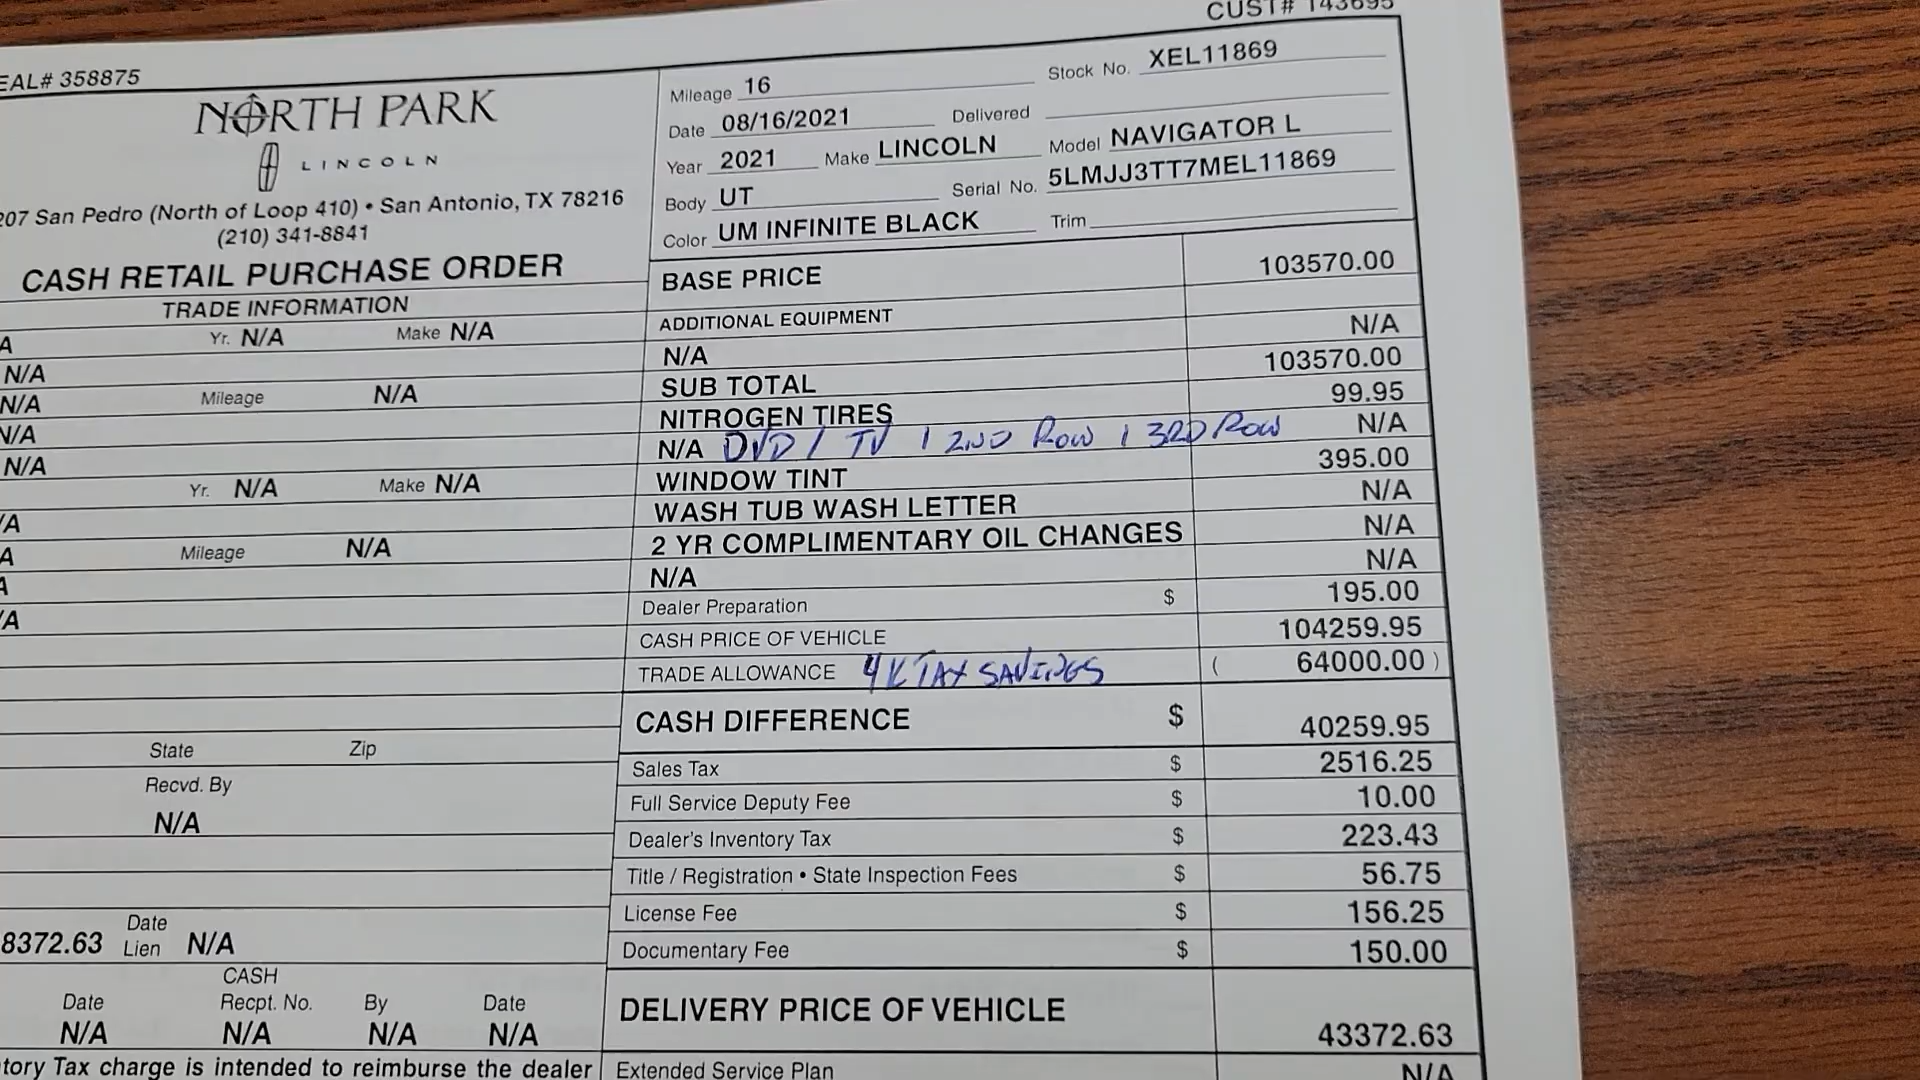 CUST# 143695
EAL# 358875
NORTH PARK
LINCOLN
207 San Pedro (North of Loop 410) • San Antonio, TX 78216
(210) 341-8841
CASH RETAIL PURCHASE ORDER
TRADE INFORMATION
A Yr. N/A Make N/A
N/A
N/A Mileage N/A
N/A
N/A
Yr. N/A Make N/A
/A
A Mileage N/A
A
/A
State Zip
Recvd. By
N/A
8372.63 Date Lien N/A
CASH
Date Recpt. No. By Date
N/A N/A N/A N/A
tory Tax charge is intended to reimburse the dealer
Mileage 16 Stock No. XEL11869
Date 08/16/2021 Delivered
Year 2021 Make LINCOLN Model NAVIGATOR L
Body UT Serial No. 5LMJJ3TT7MEL11869
Color UM INFINITE BLACK Trim
BASE PRICE 103570.00
ADDITIONAL EQUIPMENT
N/A N/A
SUB TOTAL 103570.00
NITROGEN TIRES 99.95
N/A DVD / TV / 2ND ROW / 3RD ROW N/A
WINDOW TINT 395.00
WASH TUB WASH LETTER N/A
2 YR COMPLIMENTARY OIL CHANGES N/A
N/A N/A
Dealer Preparation $ 195.00
CASH PRICE OF VEHICLE 104259.95
TRADE ALLOWANCE 4K TAX SAVINGS ( 64000.00 )
CASH DIFFERENCE $ 40259.95
Sales Tax $ 2516.25
Full Service Deputy Fee $ 10.00
Dealer's Inventory Tax $ 223.43
Title / Registration • State Inspection Fees $ 56.75
License Fee $ 156.25
Documentary Fee $ 150.00
DELIVERY PRICE OF VEHICLE 43372.63
Extended Service Plan N/A